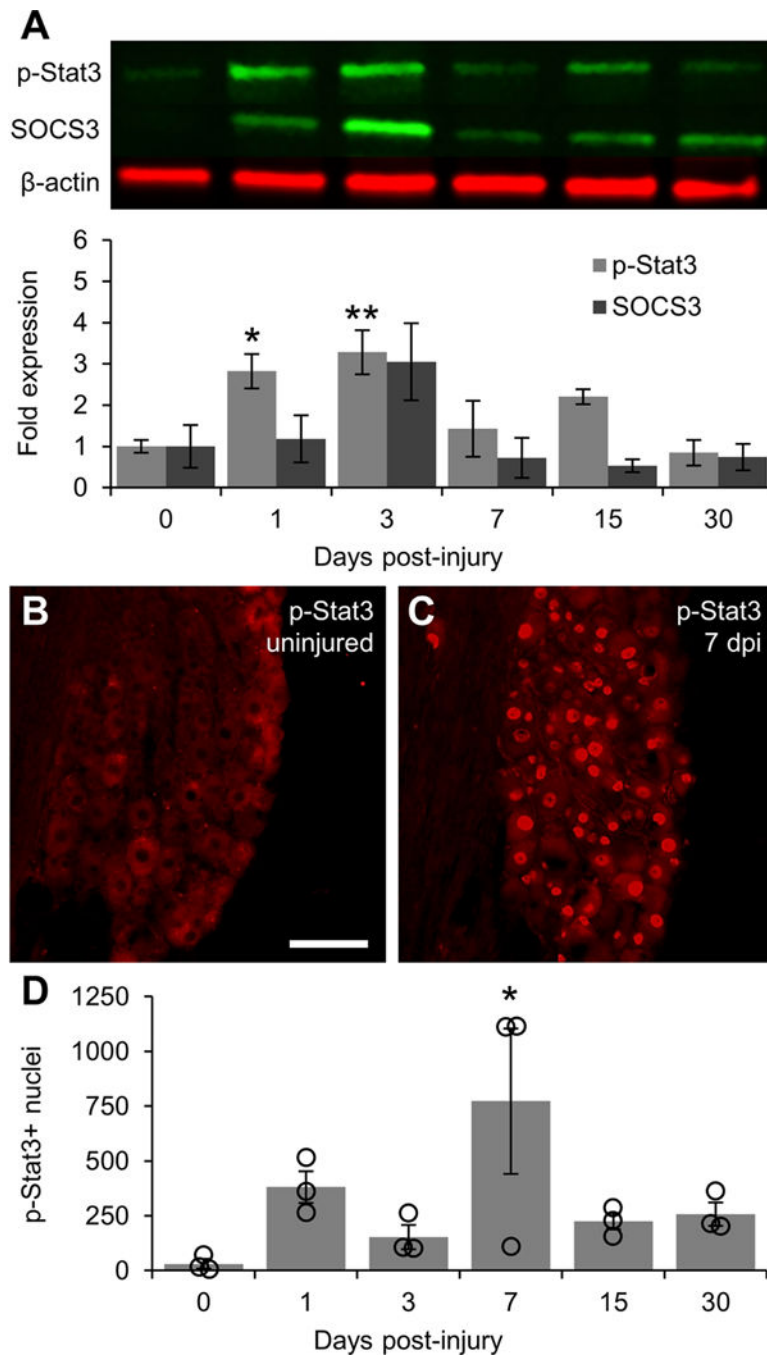 A
p-Stat3
SOCS3
β-actin
6
5
4
3
2
1
0
Fold expression
* **
p-Stat3
SOCS3
0 1 3 7 15 30
Days post-injury
B p-Stat3
uninjured
C p-Stat3
7 dpi
D
1250
1000
750
500
250
0
p-Stat3+ nuclei
*
0 1 3 7 15 30
Days post-injury